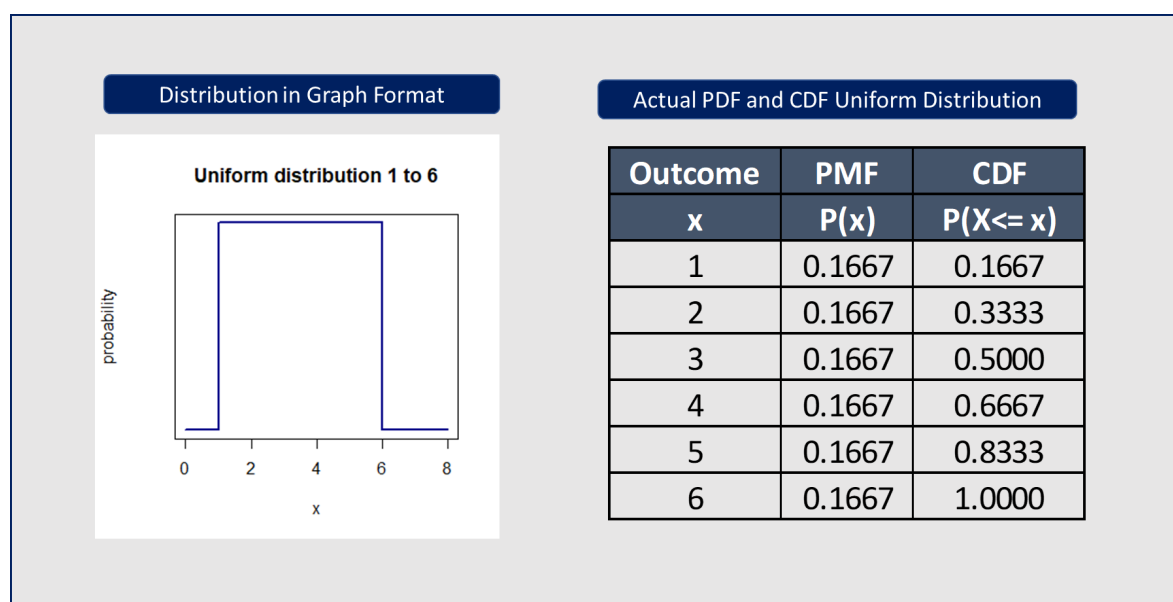 Distribution in Graph Format
Actual PDF and CDF Uniform Distribution
Uniform distribution 1 to 6
probability
0 2 4 6 8
x
Outcome PMF CDF
x P(x) P(X<= x)
1 0.1667 0.1667
2 0.1667 0.3333
3 0.1667 0.5000
4 0.1667 0.6667
5 0.1667 0.8333
6 0.1667 1.0000